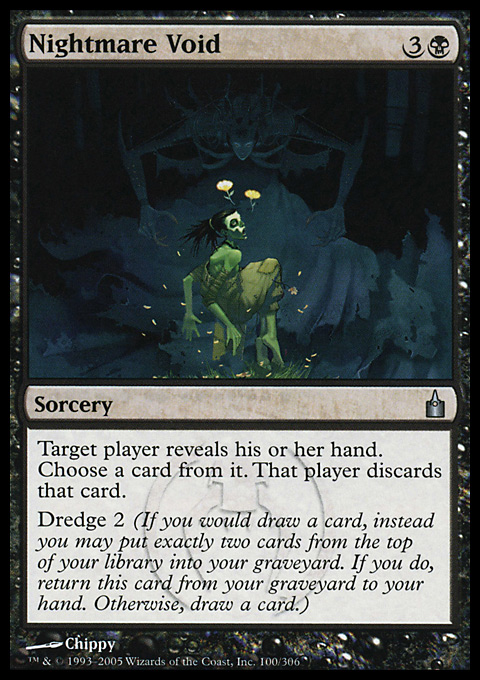 Nightmare Void 3
Sorcery
Target player reveals his or her hand.
Choose a card from it. That player discards
that card.
Dredge 2 (If you would draw a card, instead
you may put exactly two cards from the top
of your library into your graveyard. If you do,
return this card from your graveyard to your
hand. Otherwise, draw a card.)
Chippy
™ & © 1993–2005 Wizards of the Coast, Inc. 100/306